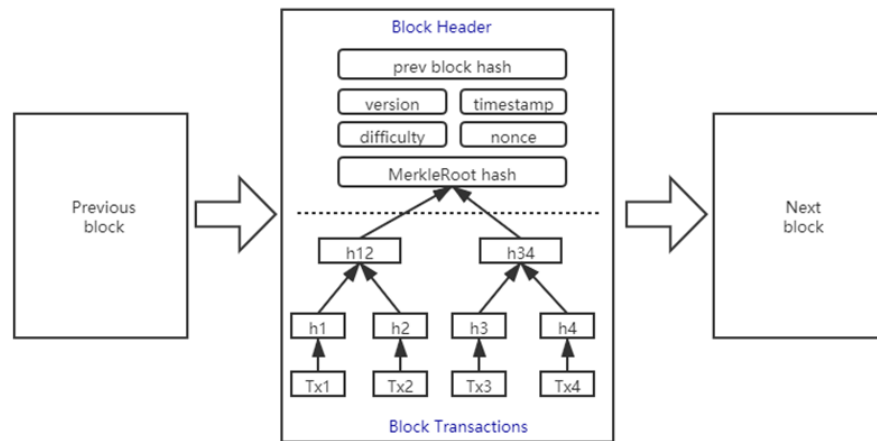 Block Header
prev block hash
version
timestamp
difficulty
nonce
MerkleRoot hash
Previous
block
Next
block
h12
h34
h1
h2
h3
h4
Tx1
Tx2
Tx3
Tx4
Block Transactions